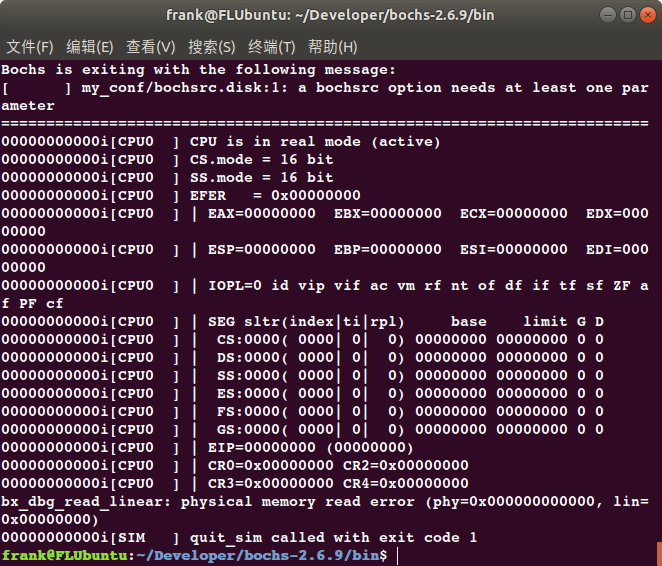 frank@FLUbuntu: ~/Developer/bochs-2.6.9/bin
文件(F) 编辑(E) 查看(V) 搜索(S) 终端(T) 帮助(H)
Bochs is exiting with the following message:
[      ] my_conf/bochsrc.disk:1: a bochsrc option needs at least one par
ameter
========================================================================
00000000000i[CPU0  ] CPU is in real mode (active)
00000000000i[CPU0  ] CS.mode = 16 bit
00000000000i[CPU0  ] SS.mode = 16 bit
00000000000i[CPU0  ] EFER   = 0x00000000
00000000000i[CPU0  ] | EAX=00000000  EBX=00000000  ECX=00000000  EDX=000
00000
00000000000i[CPU0  ] | ESP=00000000  EBP=00000000  ESI=00000000  EDI=000
00000
00000000000i[CPU0  ] | IOPL=0 id vip vif ac vm rf nt of df if tf sf ZF a
f PF cf
00000000000i[CPU0  ] | SEG sltr(index|ti|rpl)     base    limit G D
00000000000i[CPU0  ] |  CS:0000( 0000| 0|  0) 00000000 00000000 0 0
00000000000i[CPU0  ] |  DS:0000( 0000| 0|  0) 00000000 00000000 0 0
00000000000i[CPU0  ] |  SS:0000( 0000| 0|  0) 00000000 00000000 0 0
00000000000i[CPU0  ] |  ES:0000( 0000| 0|  0) 00000000 00000000 0 0
00000000000i[CPU0  ] |  FS:0000( 0000| 0|  0) 00000000 00000000 0 0
00000000000i[CPU0  ] |  GS:0000( 0000| 0|  0) 00000000 00000000 0 0
00000000000i[CPU0  ] | EIP=00000000 (00000000)
00000000000i[CPU0  ] | CR0=0x00000000 CR2=0x00000000
00000000000i[CPU0  ] | CR3=0x00000000 CR4=0x00000000
bx_dbg_read_linear: physical memory read error (phy=0x000000000000, lin=
0x00000000)
00000000000i[SIM   ] quit_sim called with exit code 1
frank@FLUbuntu:~/Developer/bochs-2.6.9/bin$